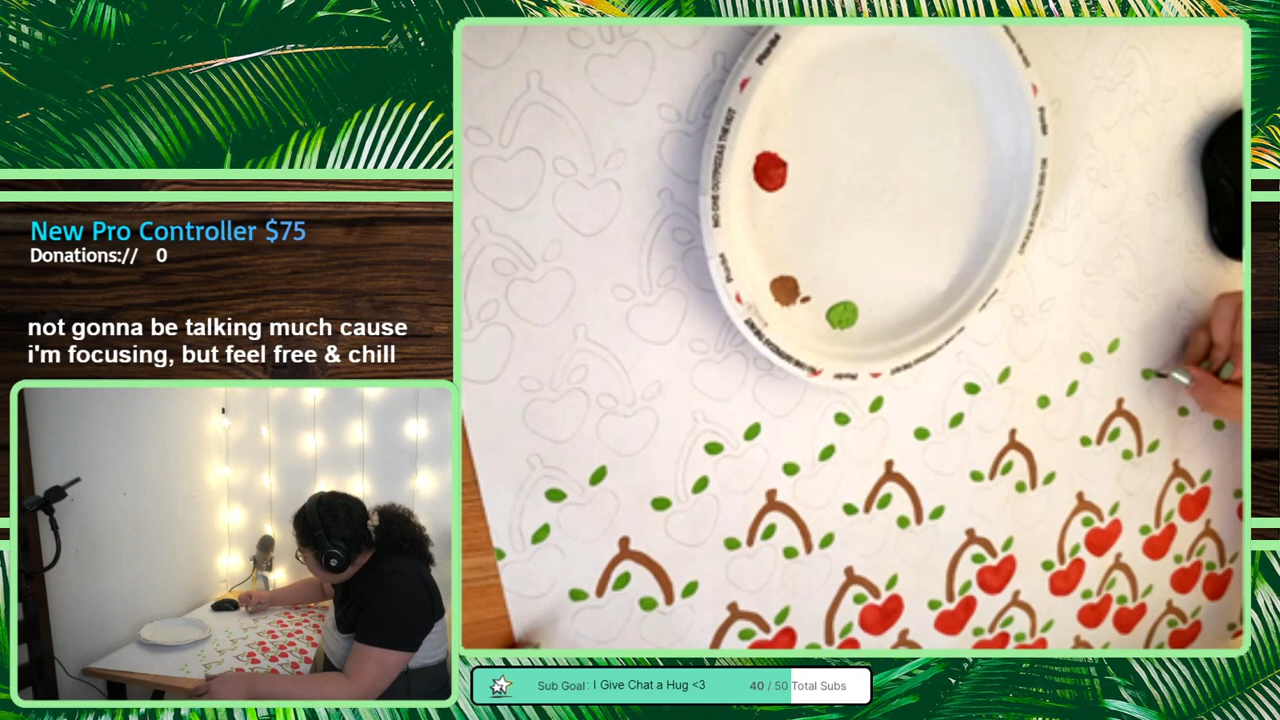 New Pro Controller $75
Donations:// 0
not gonna be talking much cause
i'm focusing, but feel free & chill
Sub Goal: I Give Chat a Hug <3
40 / 50 Total Subs